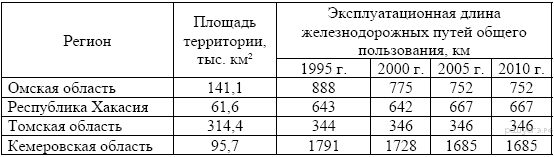 Регион Площадь территории, тыс. км² Эксплуатационная длина железнодорожных путей общего пользования, км
1995 г. 2000 г. 2005 г. 2010 г.
Омская область 141,1 888 775 752 752
Республика Хакасия 61,6 643 642 667 667
Томская область 314,4 344 346 346 346
Кемеровская область 95,7 1791 1728 1685 1685